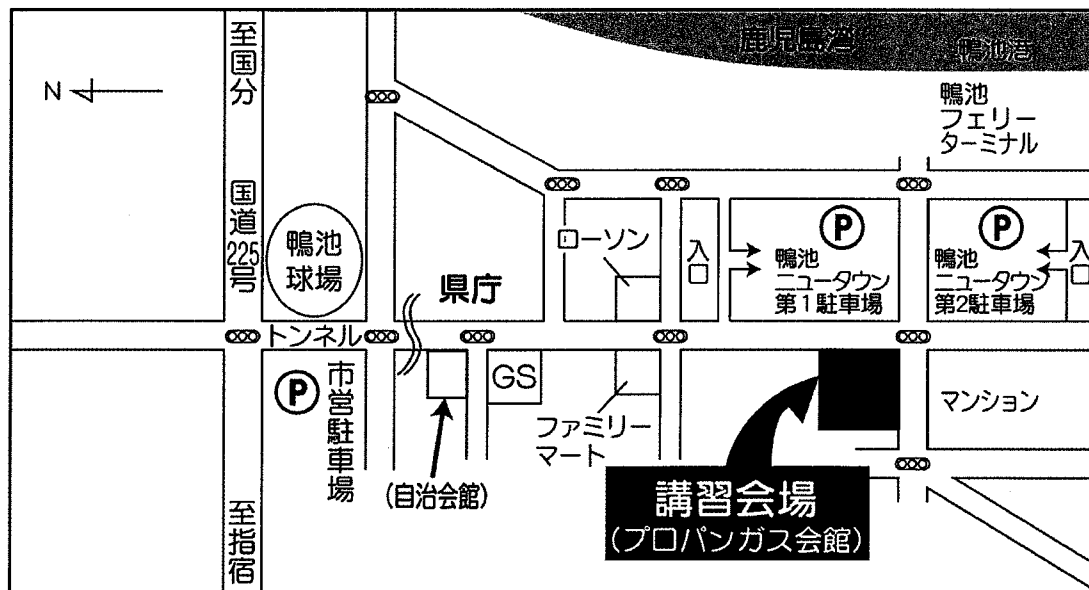 鹿児島湾
鴨池港
至国分
N
鴨池
フェリー
ターミナル
国道
225
号
鴨池
球場
県庁
ローソン
入口
P
鴨池
ニュータウン
第1駐車場
P
鴨池
ニュータウン
第2駐車場
入口
トンネル
P
市営駐車場
GS
ファミリー
マート
(自治会館)
マンション
講習会場
(プロパンガス会館)
至指宿